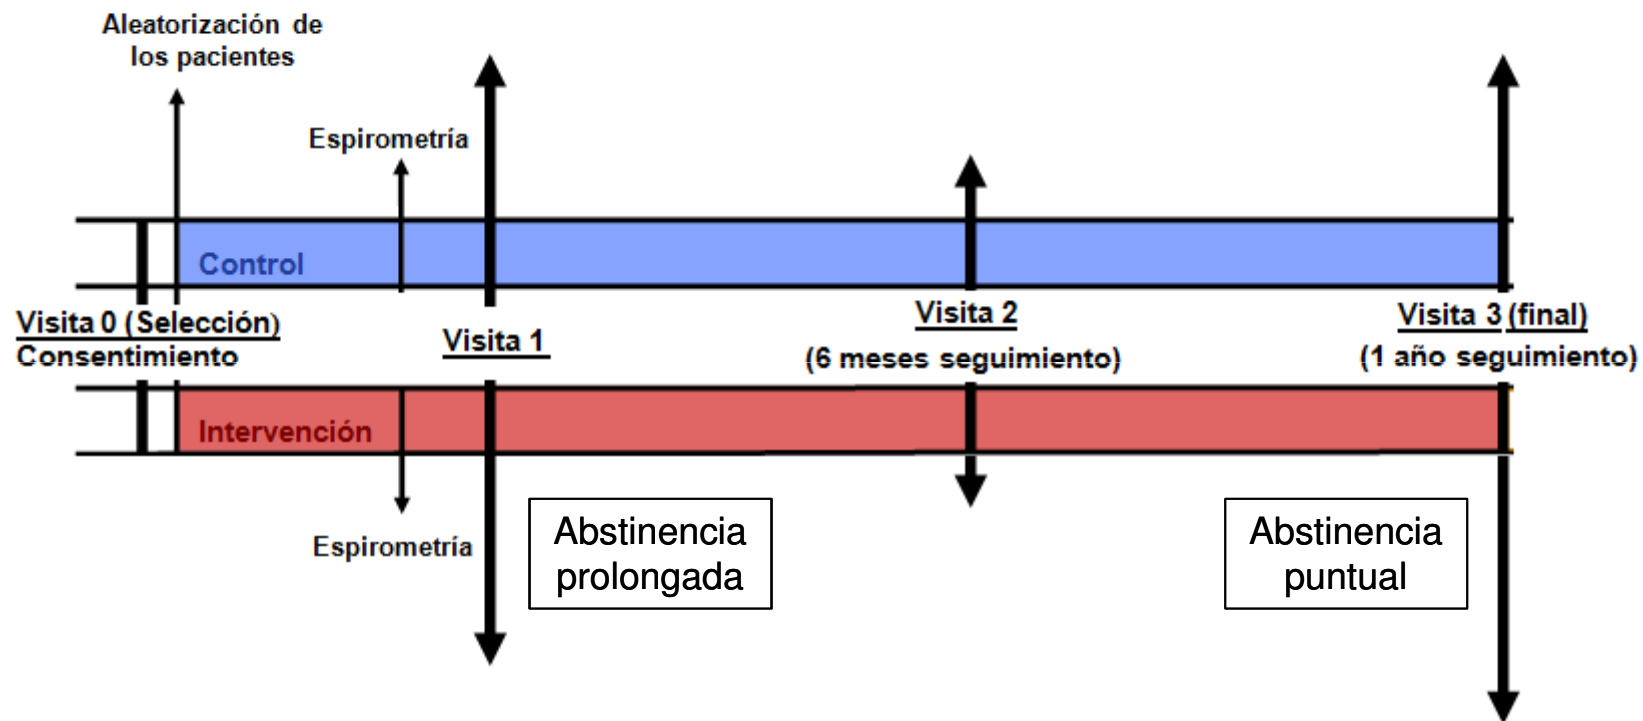 Aleatorización de
los pacientes
Espirometría
Control
Visita 0 (Selección)
Consentimiento
Visita 1
Visita 2
(6 meses seguimiento)
Visita 3 (final)
(1 año seguimiento)
Intervención
Espirometría
Abstinencia
prolongada
Abstinencia
puntual